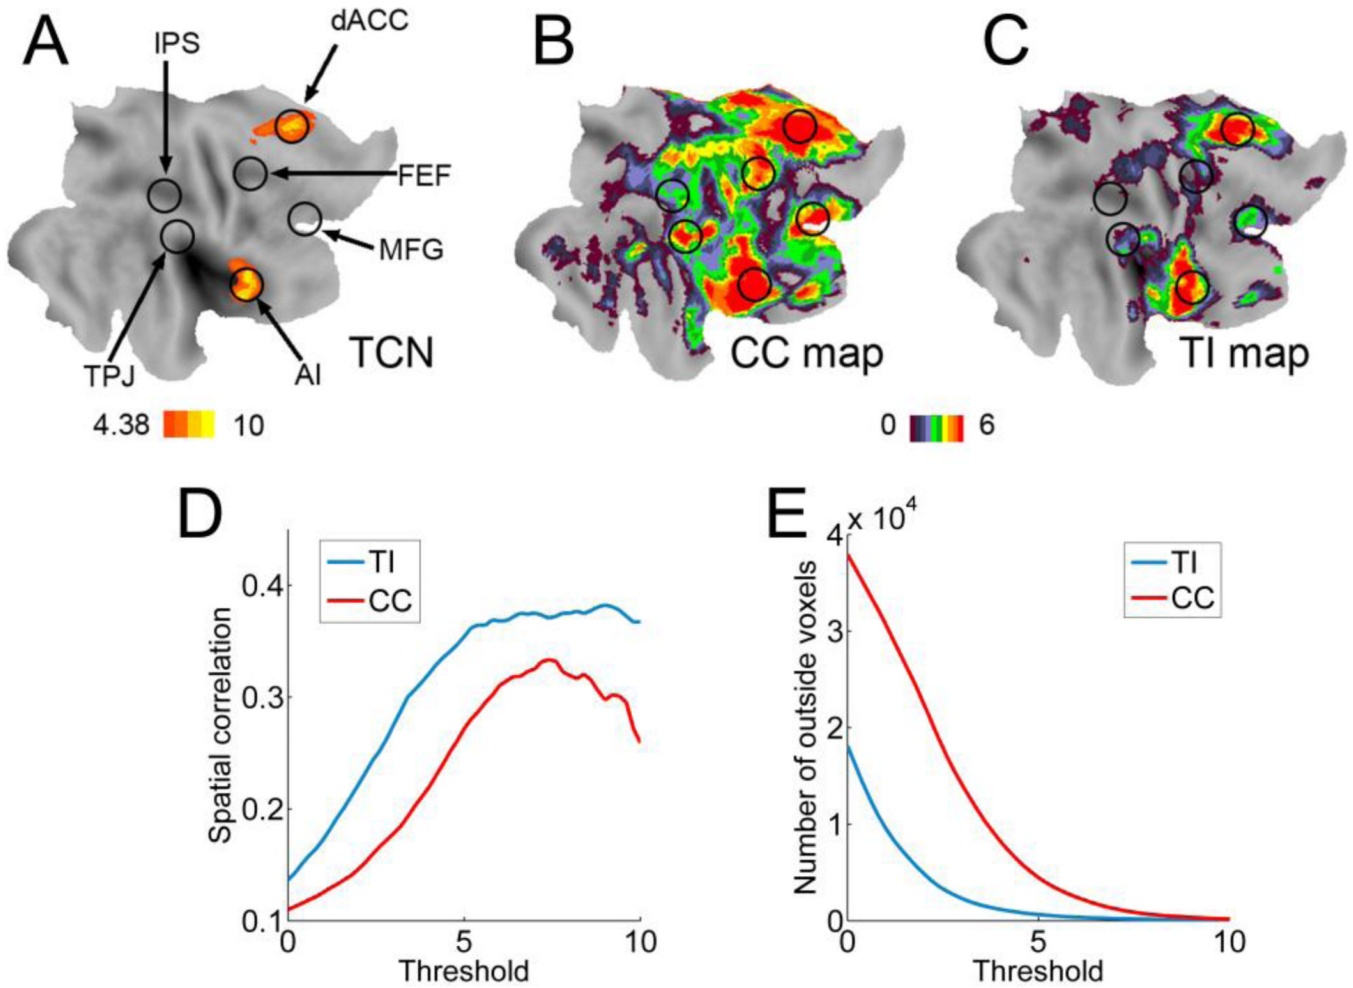 A
IPS
dACC
FEF
MFG
TPJ
AI
TCN
4.38
10
B
CC map
C
TI map
0
6
D
TI
CC
Spatial correlation
0.4
0.3
0.2
0.1
0
5
10
Threshold
E
x 10^4
TI
CC
Number of outside voxels
4
3
2
1
0
0
5
10
Threshold